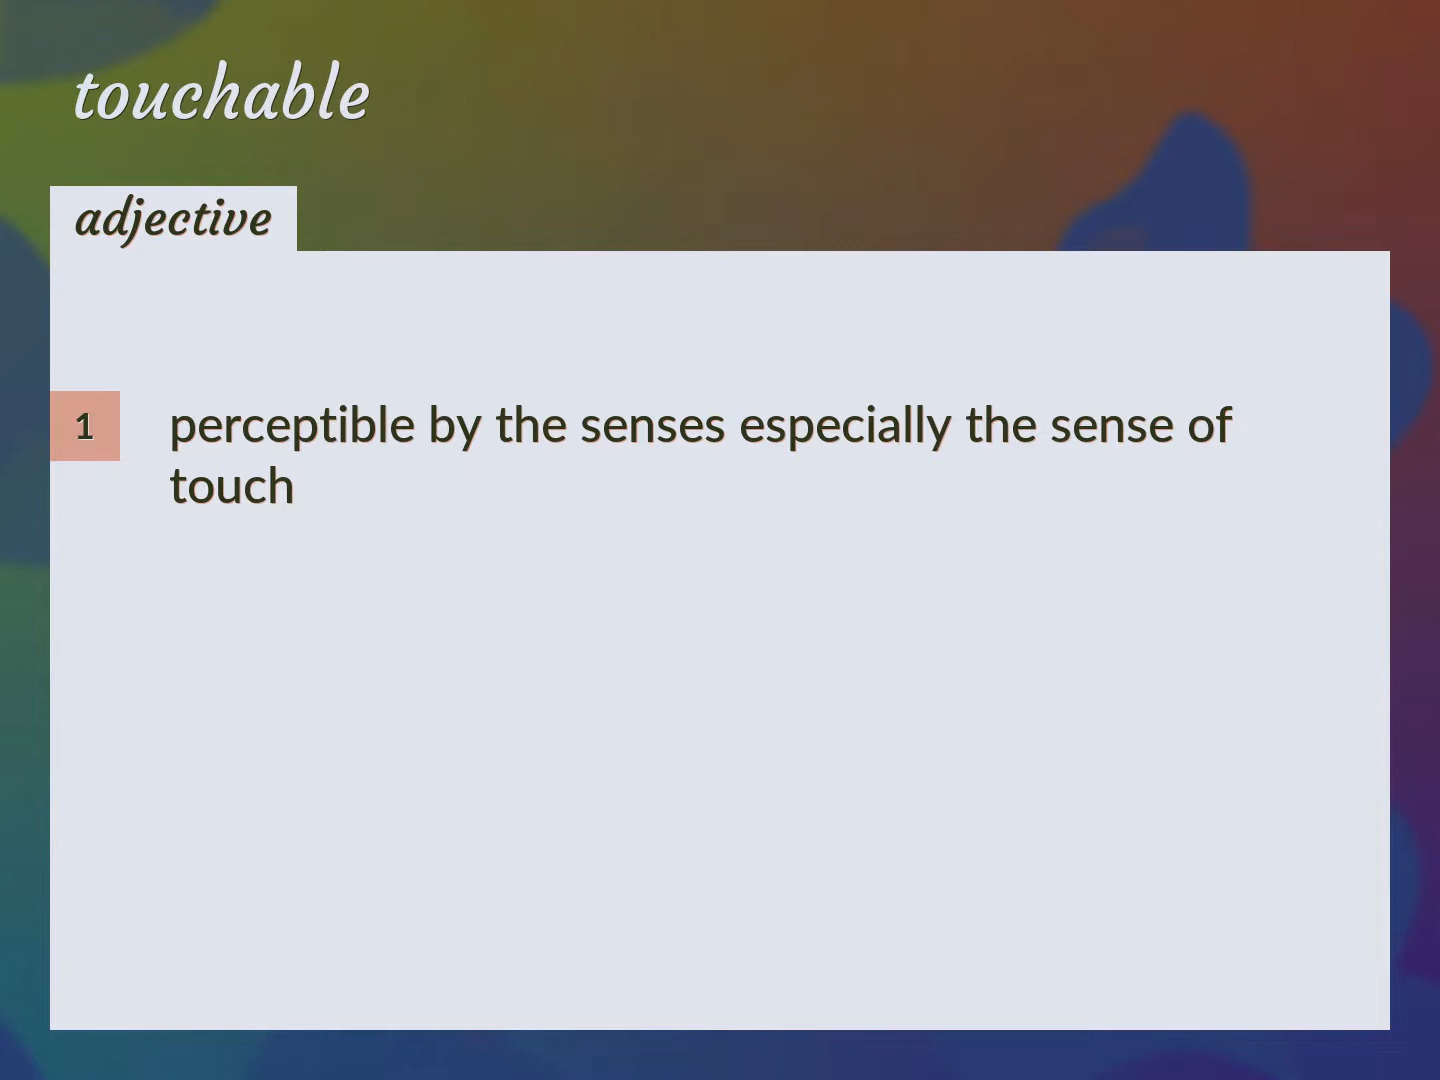 touchable
adjective
1 perceptible by the senses especially the sense of
touch